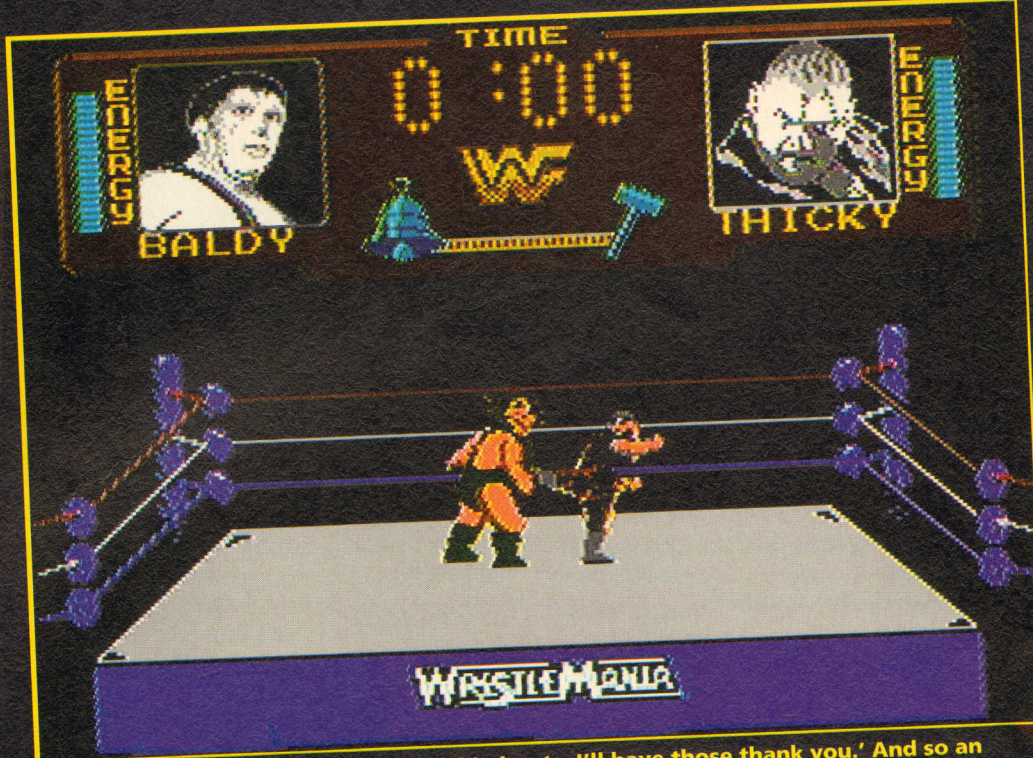 TIME
0:00
ENERGY
ENERGY
WF
BALDY
THICKY
WRESTLEMANIA
I'll have those thank you.' And so an